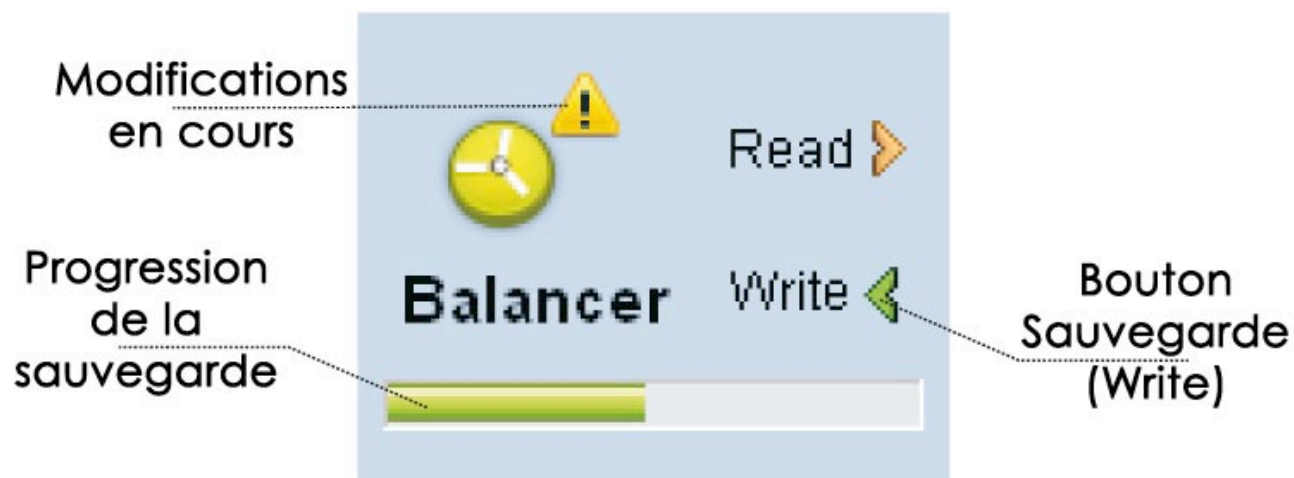 Modifications
en cours
Read
Progression
de la
sauvegarde
Balancer
Write
Bouton
Sauvegarde
(Write)